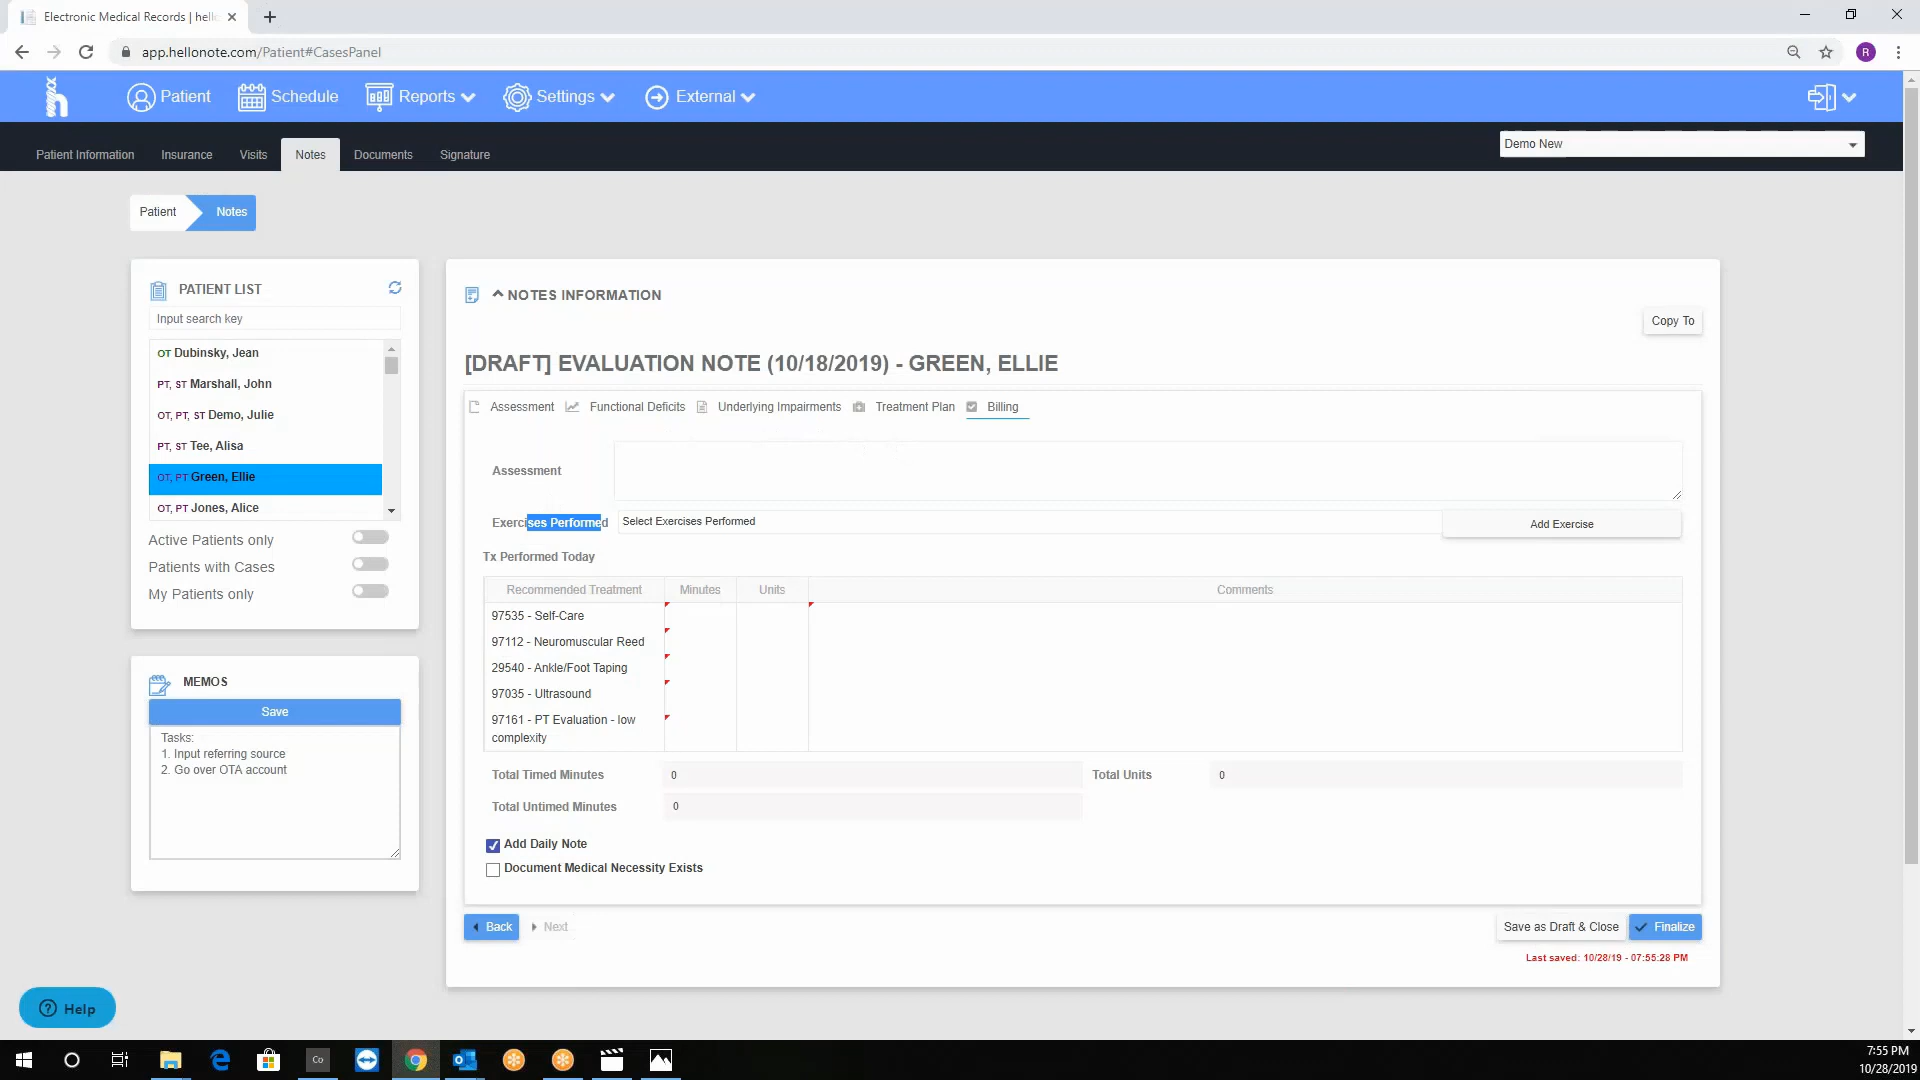 Electronic Medical Records | hello
app.hellonote.com/Patient#CasesPanel
R
Patient
Schedule
Reports
Settings
External
Patient Information
Insurance
Visits
Notes
Documents
Signature
Demo New
Patient
Notes
PATIENT LIST
Input search key
OT Dubinsky, Jean
PT, ST Marshall, John
OT, PT, ST Demo, Julie
PT, ST Tee, Alisa
OT, PT Green, Ellie
OT, PT Jones, Alice
Active Patients only
Patients with Cases
My Patients only
MEMOS
Save
Tasks:
1. Input referring source
2. Go over OTA account
Help
NOTES INFORMATION
Copy To
[DRAFT] EVALUATION NOTE (10/18/2019) - GREEN, ELLIE
Assessment
Functional Deficits
Underlying Impairments
Treatment Plan
Billing
Assessment
Exercises Performed
Select Exercises Performed
Add Exercise
Tx Performed Today
Recommended Treatment
Minutes
Units
Comments
97535 - Self-Care
97112 - Neuromuscular Reed
29540 - Ankle/Foot Taping
97035 - Ultrasound
97161 - PT Evaluation - low
complexity
Total Timed Minutes
0
Total Units
0
Total Untimed Minutes
0
Add Daily Note
Document Medical Necessity Exists
Back
Next
Save as Draft & Close
Finalize
Last saved: 10/28/19 - 07:55:28 PM
Co
7:55 PM
10/28/2019